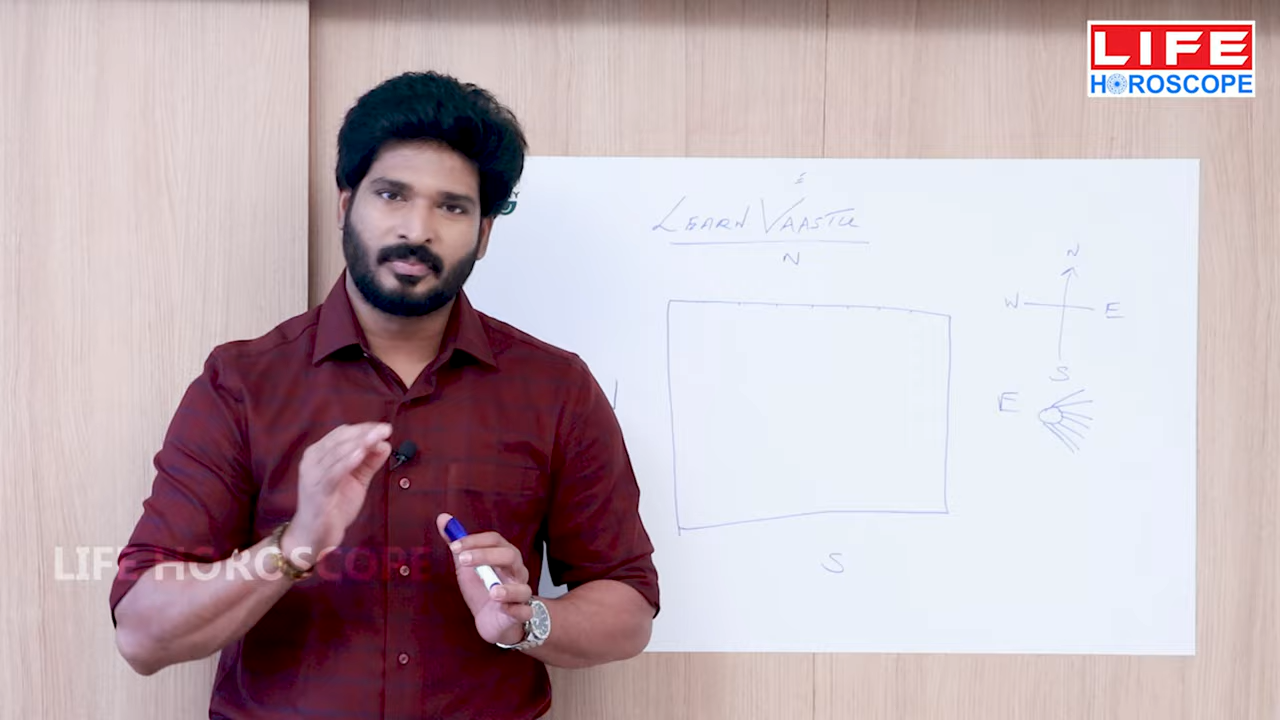 LIFE
HOROSCOPE
LEARN VAASTU
N
N
W E
S
E
S
LIFE HOROSCOPE